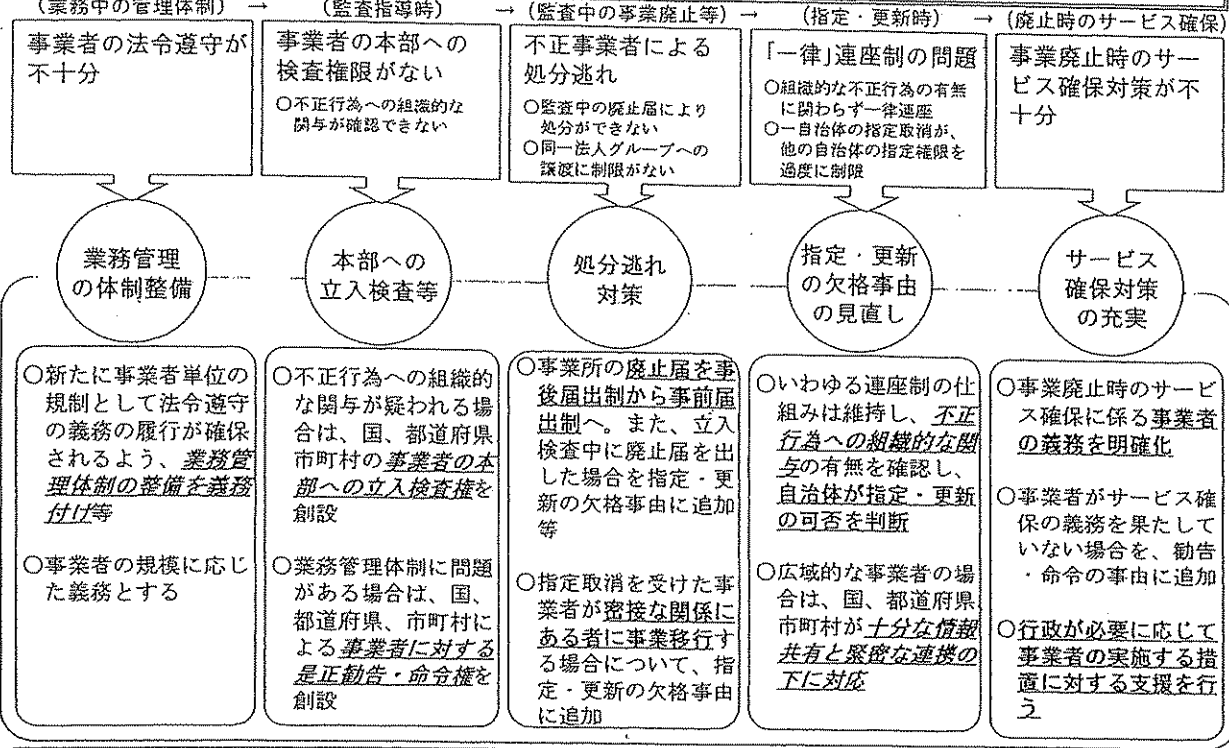 (業務中の管理体制) → (監査指導時) → (監査中の事業廃止等) → (指定・更新時) → (廃止時のサービス確保)
事業者の法令遵守が
不十分
事業者の本部への
検査権限がない
○不正行為への組織的な
関与が確認できない
不正事業者による
処分逃れ
○監査中の廃止届により
処分ができない
○同一法人グループへの
譲渡に制限がない
「一律」連座制の問題
○組織的な不正行為の有無
に関わらず一律連座
○一自治体の指定取消が、
他の自治体の指定権限を
過度に制限
事業廃止時のサー
ビス確保対策が不
十分
業務管理
の体制整備
本部への
立入検査等
処分逃れ
対策
指定・更新
の欠格事由
の見直し
サービス
確保対策
の充実
○新たに事業者単位の
規制として法令遵守
の義務の履行が確保
されるよう、業務管
理体制の整備を義務
付け等
○事業者の規模に応じ
た義務とする
○不正行為への組織的
な関与が疑われる場
合は、国、都道府県
市町村の事業者の本
部への立入検査権を
創設
○業務管理体制に問題
がある場合は、国、
都道府県、市町村に
よる事業者に対する
是正勧告・命令権を
創設
○事業所の廃止届を事
後届出制から事前届
出制へ。また、立入
検査中に廃止届を出
した場合を指定・更
新の欠格事由に追加
等
○指定取消を受けた事
業者が密接な関係に
ある者に事業移行す
る場合について、指
定・更新の欠格事由
に追加
○いわゆる連座制の仕
組みは維持し、不正
行為への組織的な関
与の有無を確認し、
自治体が指定・更新
の可否を判断
○広域的な事業者の場
合は、国、都道府県、
市町村が十分な情報
共有と緊密な連携の
下に対応
○事業廃止時のサービ
ス確保に係る事業者
の義務を明確化
○事業者がサービス確
保の義務を果たして
いない場合を、勧告
・命令の事由に追加
○行政が必要に応じて
事業者の実施する措
置に対する支援を行
う